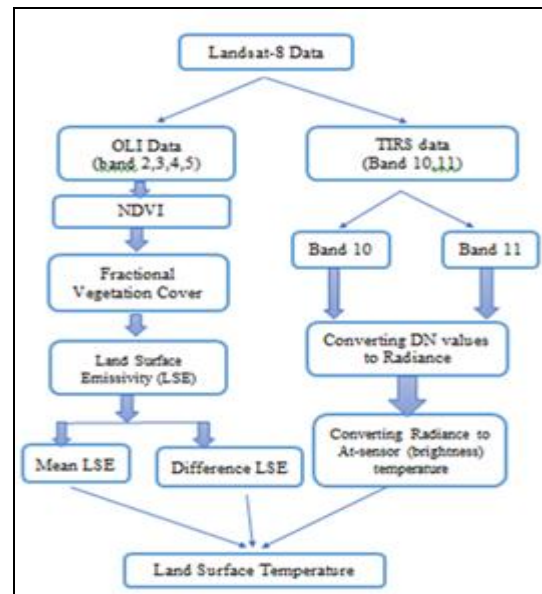 Landsat-8 Data
OLI Data
(band 2,3,4,5)
TIRS data
(Band 10,11)
NDVI
Band 10
Band 11
Fractional
Vegetation Cover
Converting DN values
to Radiance
Land Surface
Emissivity (LSE)
Converting Radiance to
At-sensor (brightness)
temperature
Mean LSE
Difference LSE
Land Surface Temperature